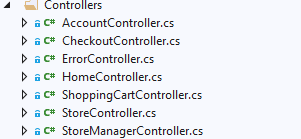 Controllers
C# AccountController.cs
C# CheckoutController.cs
C# ErrorController.cs
C# HomeController.cs
C# ShoppingCartController.cs
C# StoreController.cs
C# StoreManagerController.cs